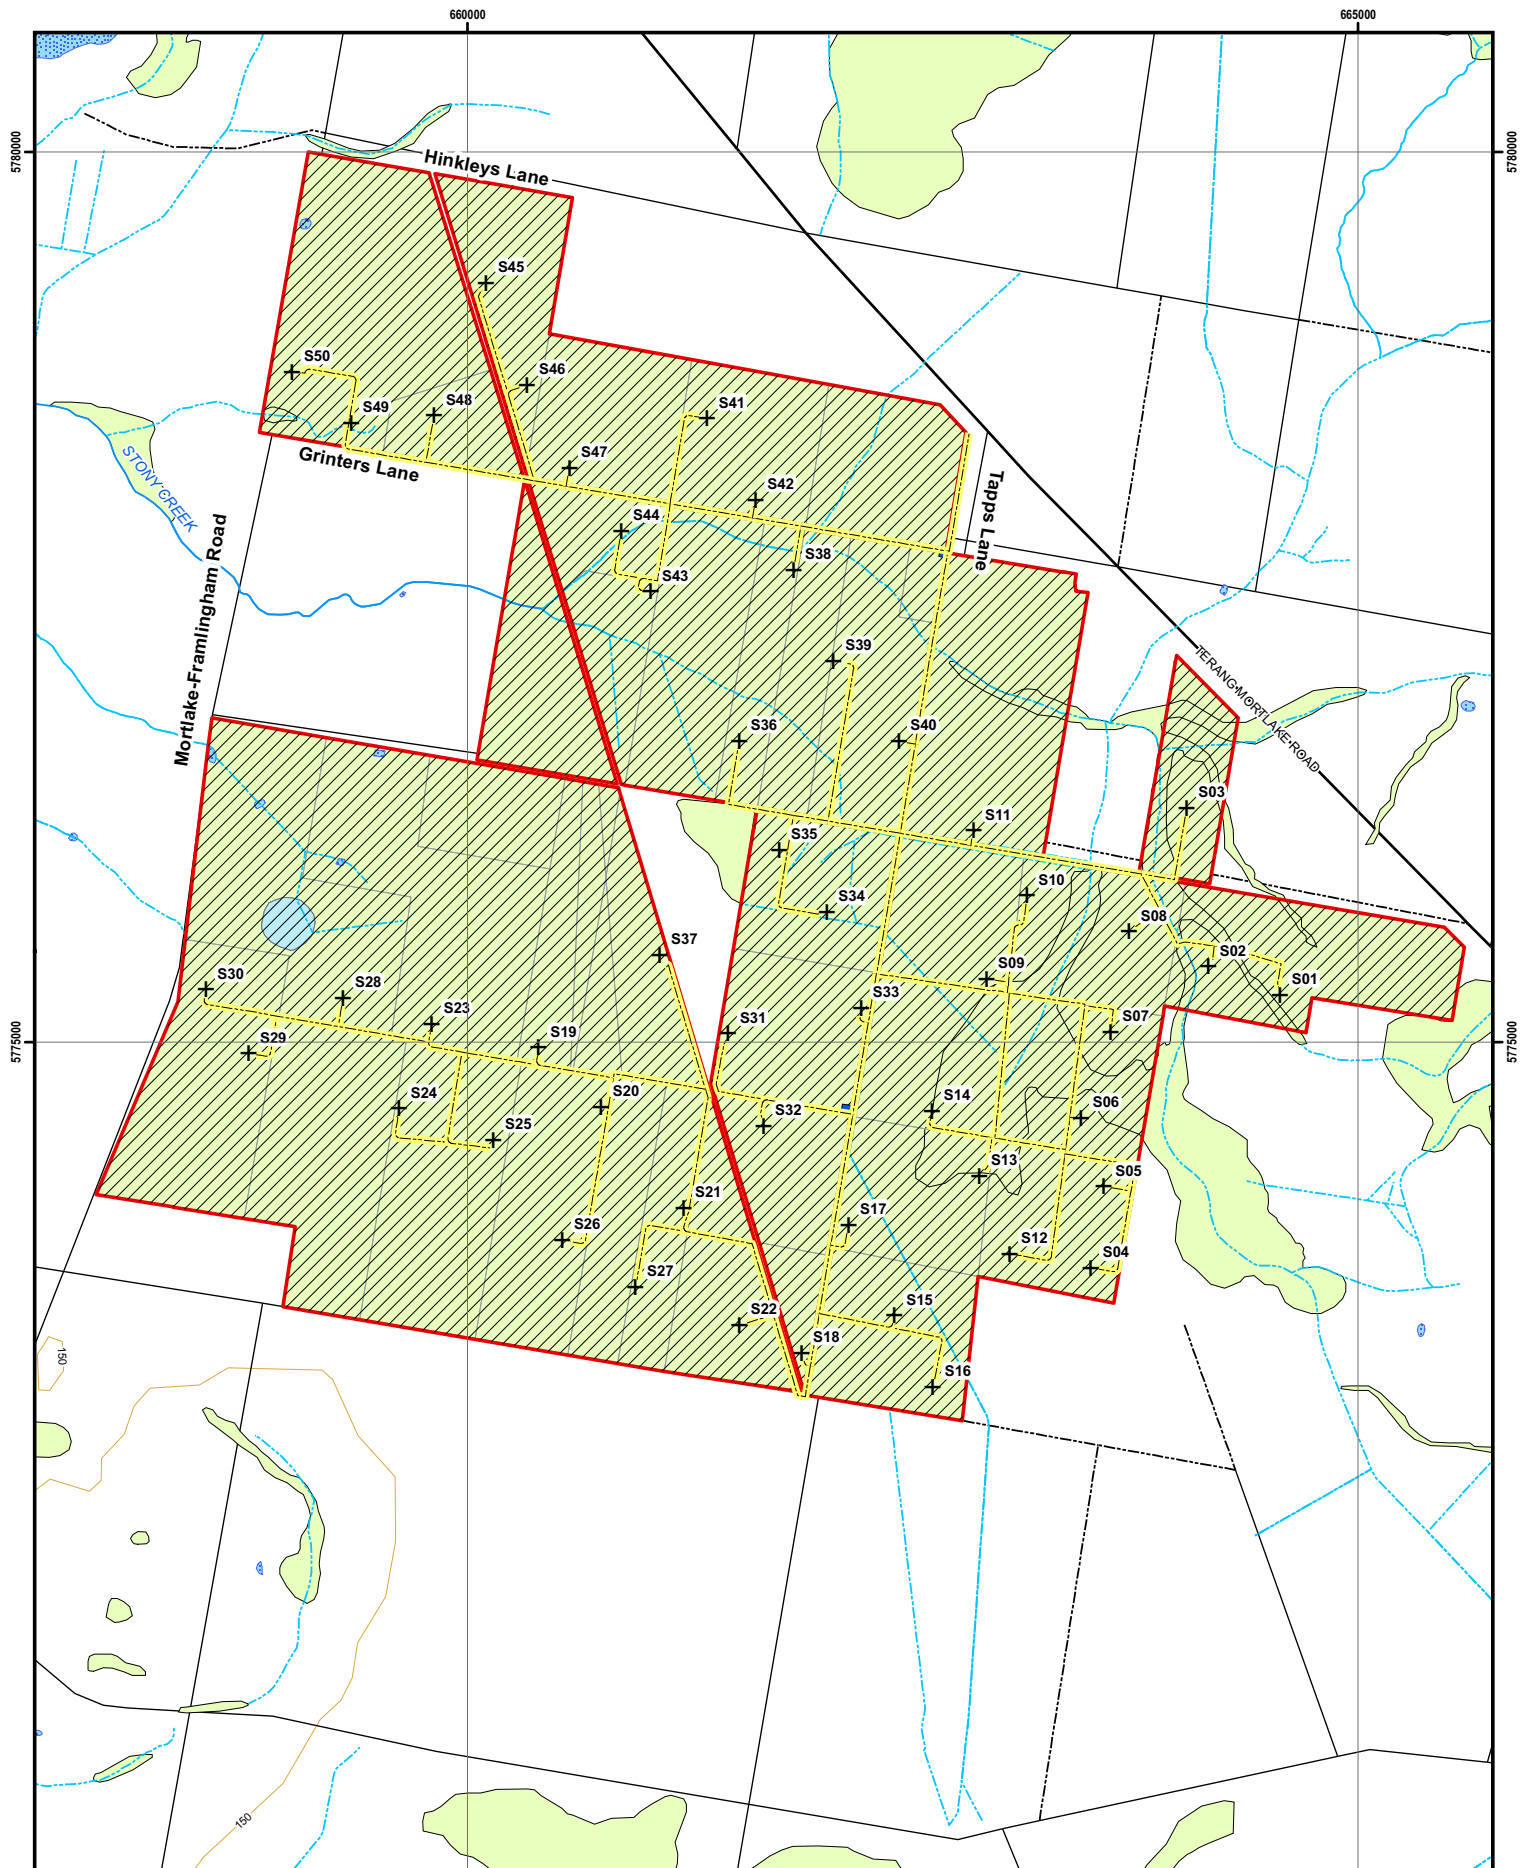 660000
665000
5780000
5780000
Hinkleys Lane
S45
S50
S46
S49
S48
S41
Grinters Lane
S47
S42
STONY CREEK
Tapps Lane
S44
S38
S43
Mortlake-Framlingham Road
S39
TERANG-MORTLAKE-ROAD
S36
S40
S03
S11
S35
S10
S34
S08
S37
S02
S09
S01
S30
S28
S33
S07
S23
S31
S29
S19
5775000
5775000
S24
S20
S32
S14
S06
S25
S13
S05
S21
S17
S26
S12
S04
S27
S22
S15
S18
150
S16
150